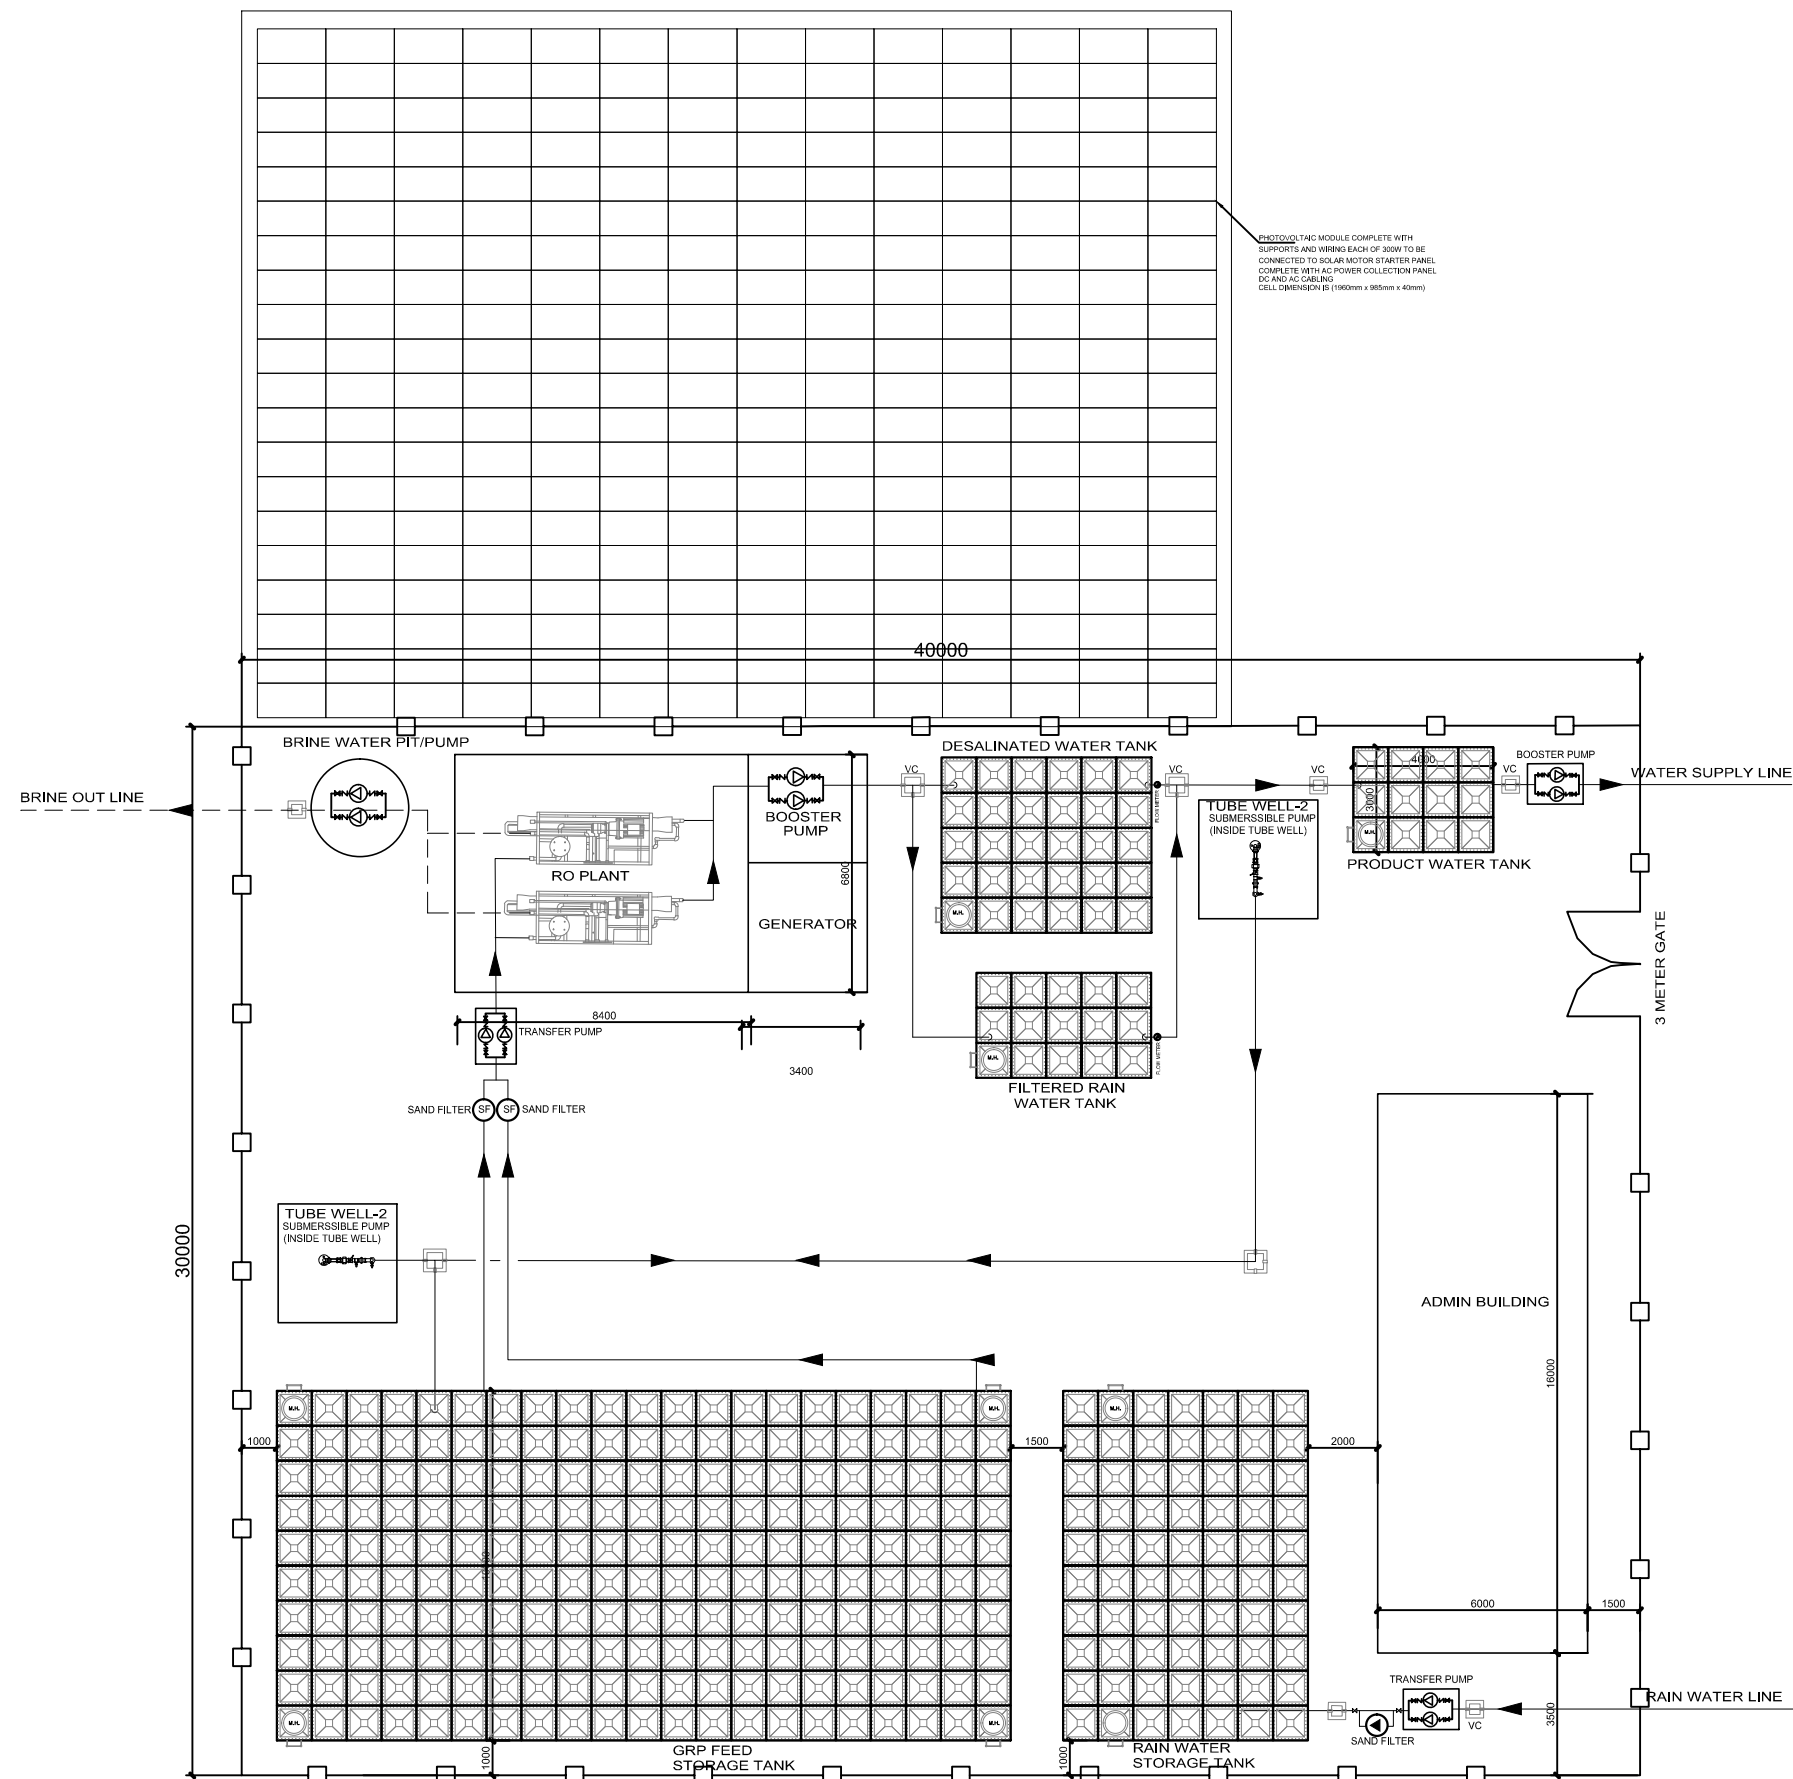 PHOTOVOLTAIC MODULE COMPLETE WITH
SUPPORTS AND WIRING EACH OF 300W TO BE
CONNECTED TO SOLAR MOTOR STARTER PANEL
COMPLETE WITH AC POWER COLLECTION PANEL
DC AND AC CABLING
CELL DIMENSION IS (1960mm x 985mm x 40mm)
40000
BRINE WATER PIT/PUMP
BRINE OUT LINE
RO PLANT
BOOSTER
PUMP
GENERATOR
6800
VC
DESALINATED WATER TANK
M.H.
FLOW METER
VC
TUBE WELL-2
SUBMERSSIBLE PUMP
(INSIDE TUBE WELL)
VC
4000
3000
M.H.
PRODUCT WATER TANK
VC
BOOSTER PUMP
WATER SUPPLY LINE
3 METER GATE
TRANSFER PUMP
8400
3400
M.H.
FLOW METER
FILTERED RAIN
WATER TANK
SAND FILTER
SF
SF
SAND FILTER
30000
TUBE WELL-2
SUBMERSSIBLE PUMP
(INSIDE TUBE WELL)
ADMIN BUILDING
16000
M.H.
M.H.
M.H.
1000
1500
2000
6000
1500
M.H.
M.H.
GRP FEED
STORAGE TANK
1000
1000
RAIN WATER
STORAGE TANK
TRANSFER PUMP
SAND FILTER
VC
RAIN WATER LINE
3500